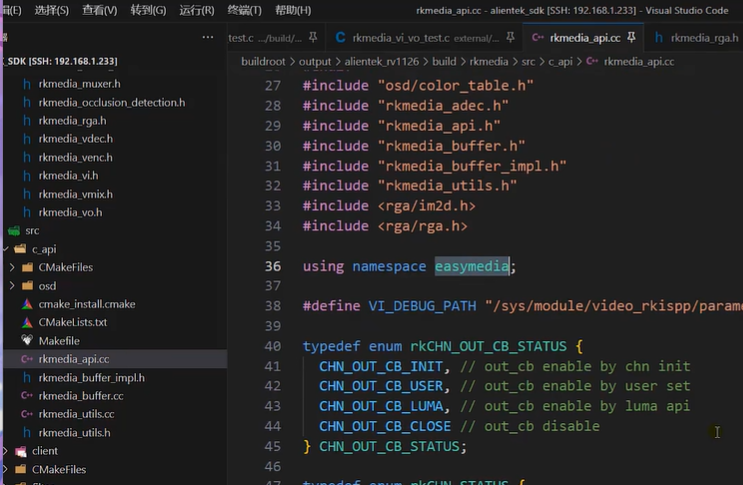 编辑(E) 选择(S) 查看(V) 转到(G) 运行(R) 终端(T) 帮助(H) rkmedia_api.cc - alientek_sdk [SSH: 192.168.1.233] - Visual Studio Code
test.c .../build/... C rkmedia_vi_vo_test.c external/... rkmedia_api.cc h rkmedia_rga.h
_SDK [SSH: 192.168.1.233]
buildroot > output > alientek_rv1126 > build > rkmedia > src > c_api > rkmedia_api.cc
h rkmedia_muxer.h
h rkmedia_occlusion_detection.h
h rkmedia_rga.h
h rkmedia_vdec.h
h rkmedia_venc.h
h rkmedia_vi.h
h rkmedia_vmix.h
h rkmedia_vo.h
src
c_api
CMakeFiles
osd
cmake_install.cmake
CMakeLists.txt
Makefile
rkmedia_api.cc
h rkmedia_buffer_impl.h
rkmedia_buffer.cc
rkmedia_utils.cc
h rkmedia_utils.h
client
CMakeFiles
27 #include "osd/color_table.h"
28 #include "rkmedia_adec.h"
29 #include "rkmedia_api.h"
30 #include "rkmedia_buffer.h"
31 #include "rkmedia_buffer_impl.h"
32 #include "rkmedia_utils.h"
33 #include <rga/im2d.h>
34 #include <rga/rga.h>
35
36 using namespace easymedia;
37
38 #define VI_DEBUG_PATH "/sys/module/video_rkispp/parame
39
40 typedef enum rkCHN_OUT_CB_STATUS {
41 CHN_OUT_CB_INIT, // out_cb enable by chn init
42 CHN_OUT_CB_USER, // out_cb enable by user set
43 CHN_OUT_CB_LUMA, // out_cb enable by luma api
44 CHN_OUT_CB_CLOSE // out_cb disable
45 } CHN_OUT_CB_STATUS;
46